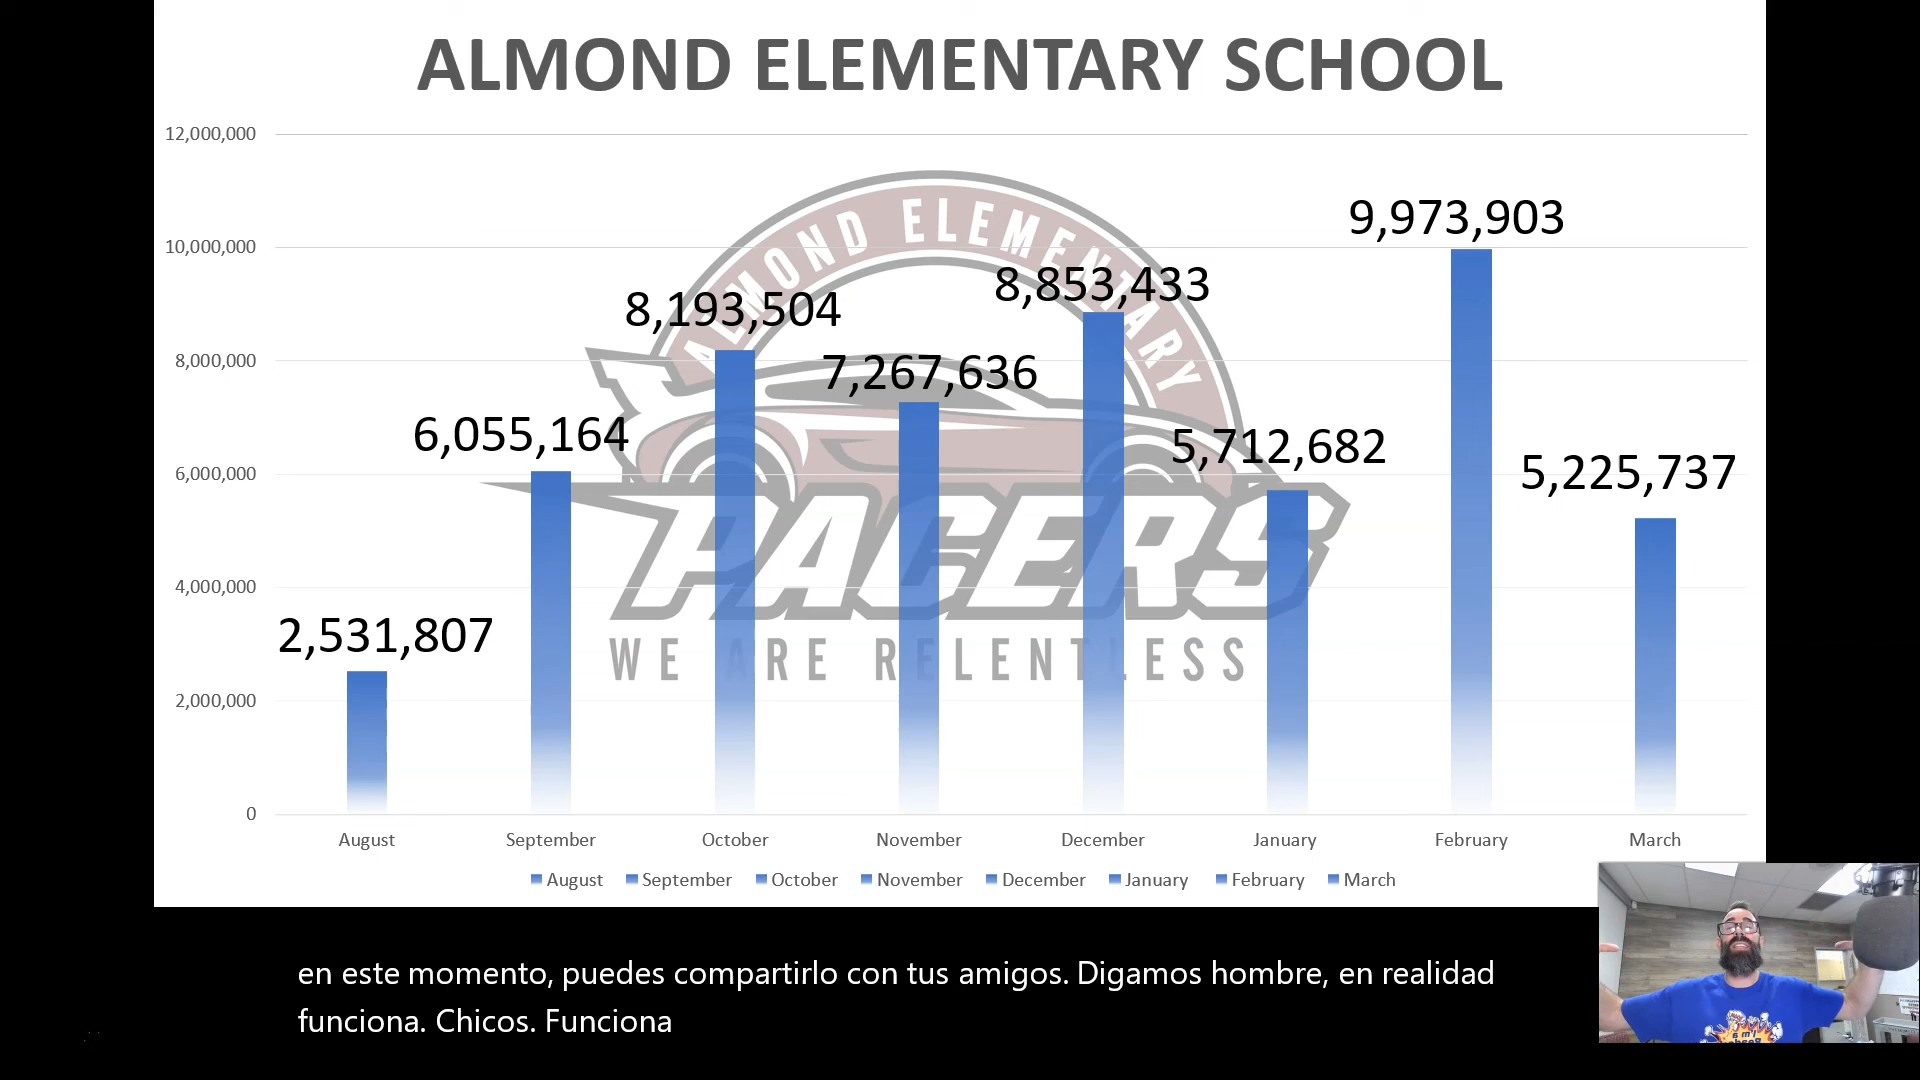 ALMOND ELEMENTARY SCHOOL
12,000,000
10,000,000
8,000,000
6,000,000
4,000,000
2,000,000
0
2,531,807
6,055,164
8,193,504
7,267,636
8,853,433
5,712,682
9,973,903
5,225,737
ALMOND ELEMENTARY
PACERS
WE ARE RELENTLESS
August September October November December January February March
August September October November December January February March
en este momento, puedes compartirlo con tus amigos. Digamos hombre, en realidad
funciona. Chicos. Funciona